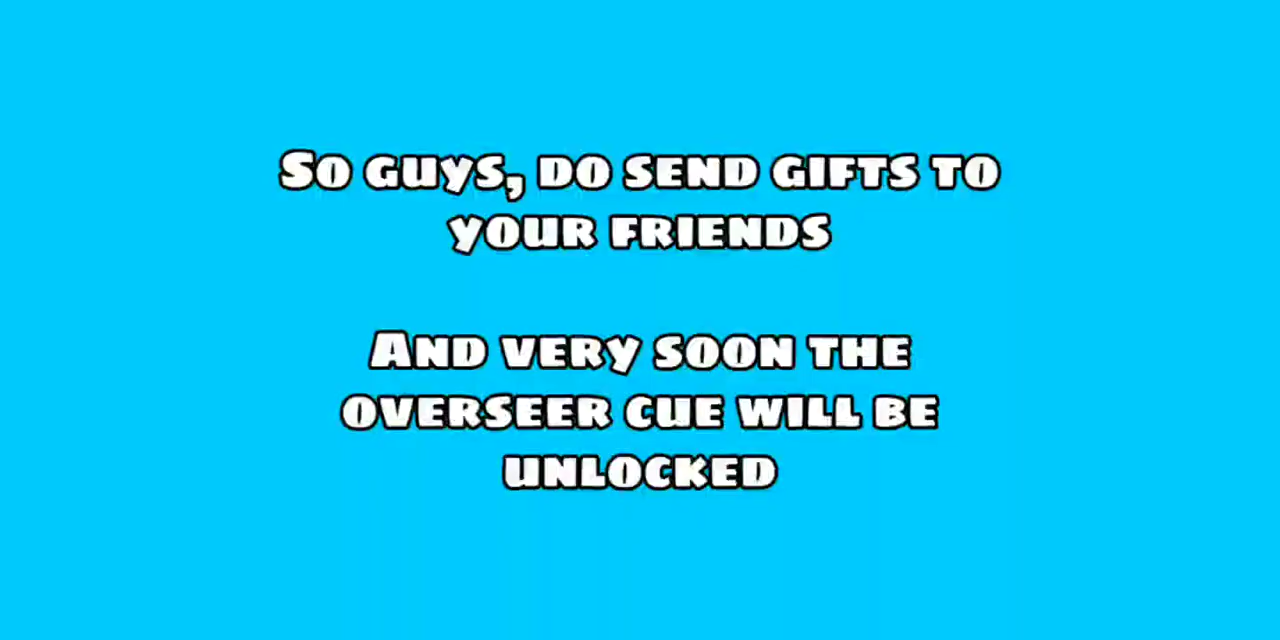 So guys, do send gifts to
your friends
And very soon the
overseer cue will be
unlocked